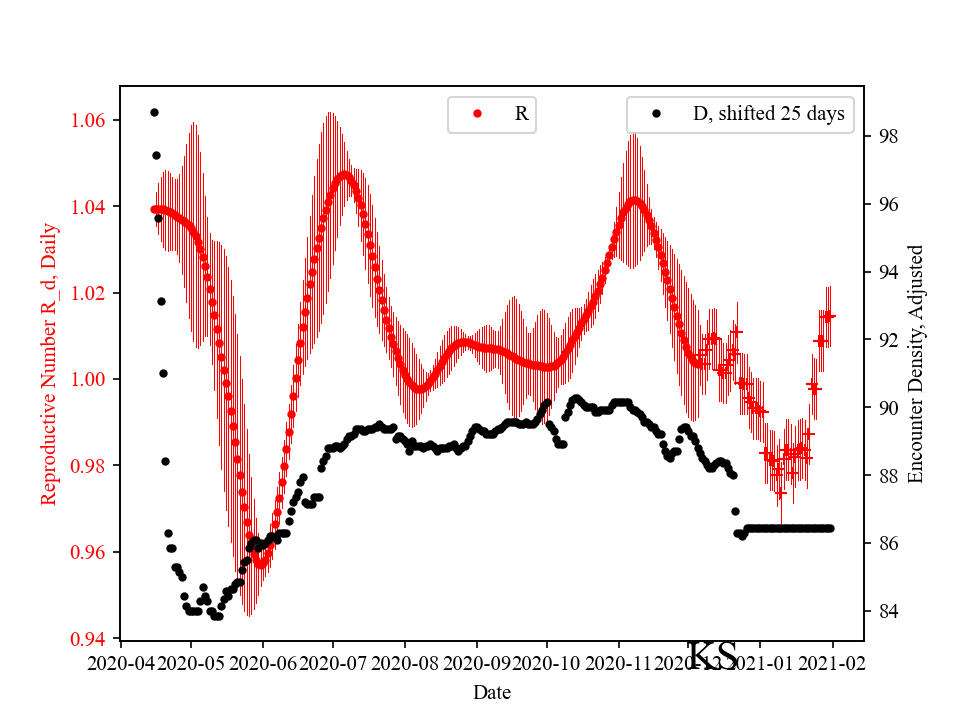 R
D, shifted 25 days
1.06
1.04
1.02
1.00
0.98
0.96
0.94
Reproductive Number R_d, Daily
98
96
94
92
90
88
86
84
Encounter Density, Adjusted
2020-04 2020-05 2020-06 2020-07 2020-08 2020-09 2020-10 2020-11 2020-12 2021-01 2021-02
KS
Date